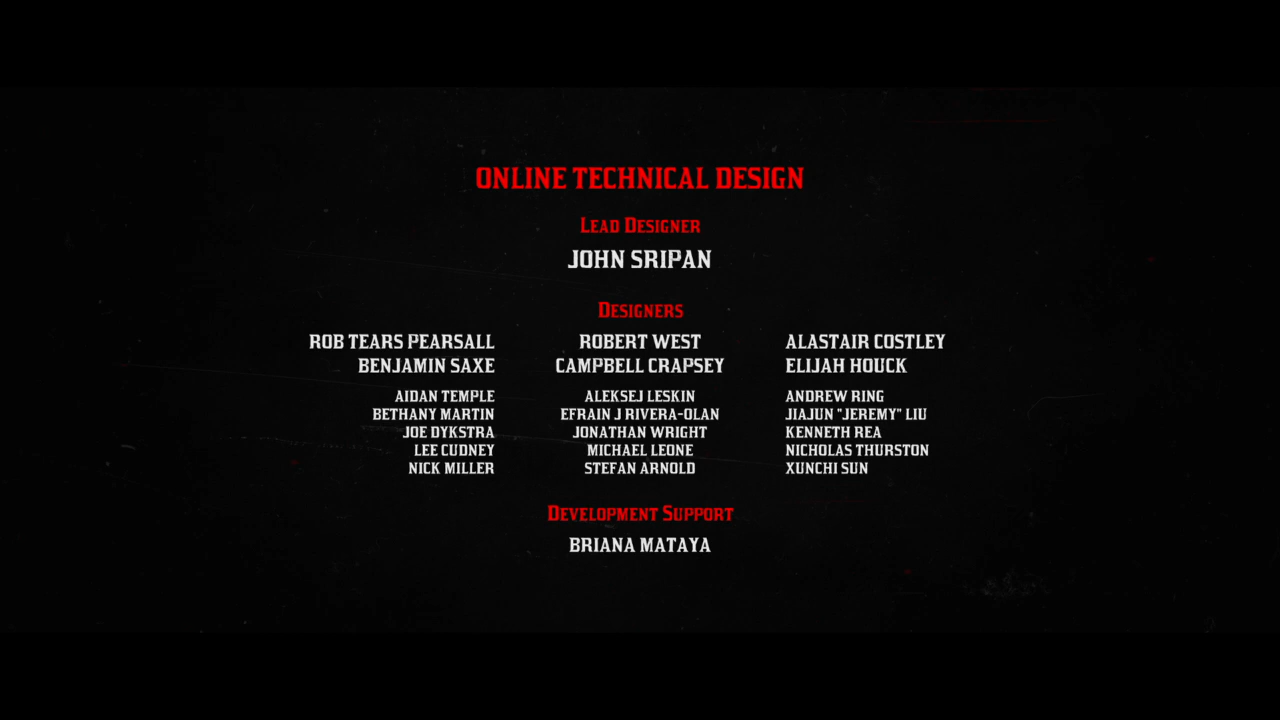 ONLINE TECHNICAL DESIGN
LEAD DESIGNER
JOHN SRIPAN
DESIGNERS
ROB TEARS PEARSALL ROBERT WEST ALASTAIR COSTLEY
BENJAMIN SAXE CAMPBELL CRAPSEY ELIJAH HOUCK
AIDAN TEMPLE ALEKSEJ LESKIN ANDREW RING
BETHANY MARTIN EFRAIN J RIVERA-OLAN JIAJUN "JEREMY" LIU
JOE DYKSTRA JONATHAN WRIGHT KENNETH REA
LEE CUDNEY MICHAEL LEONE NICHOLAS THURSTON
NICK MILLER STEFAN ARNOLD XUNCHI SUN
DEVELOPMENT SUPPORT
BRIANA MATAYA